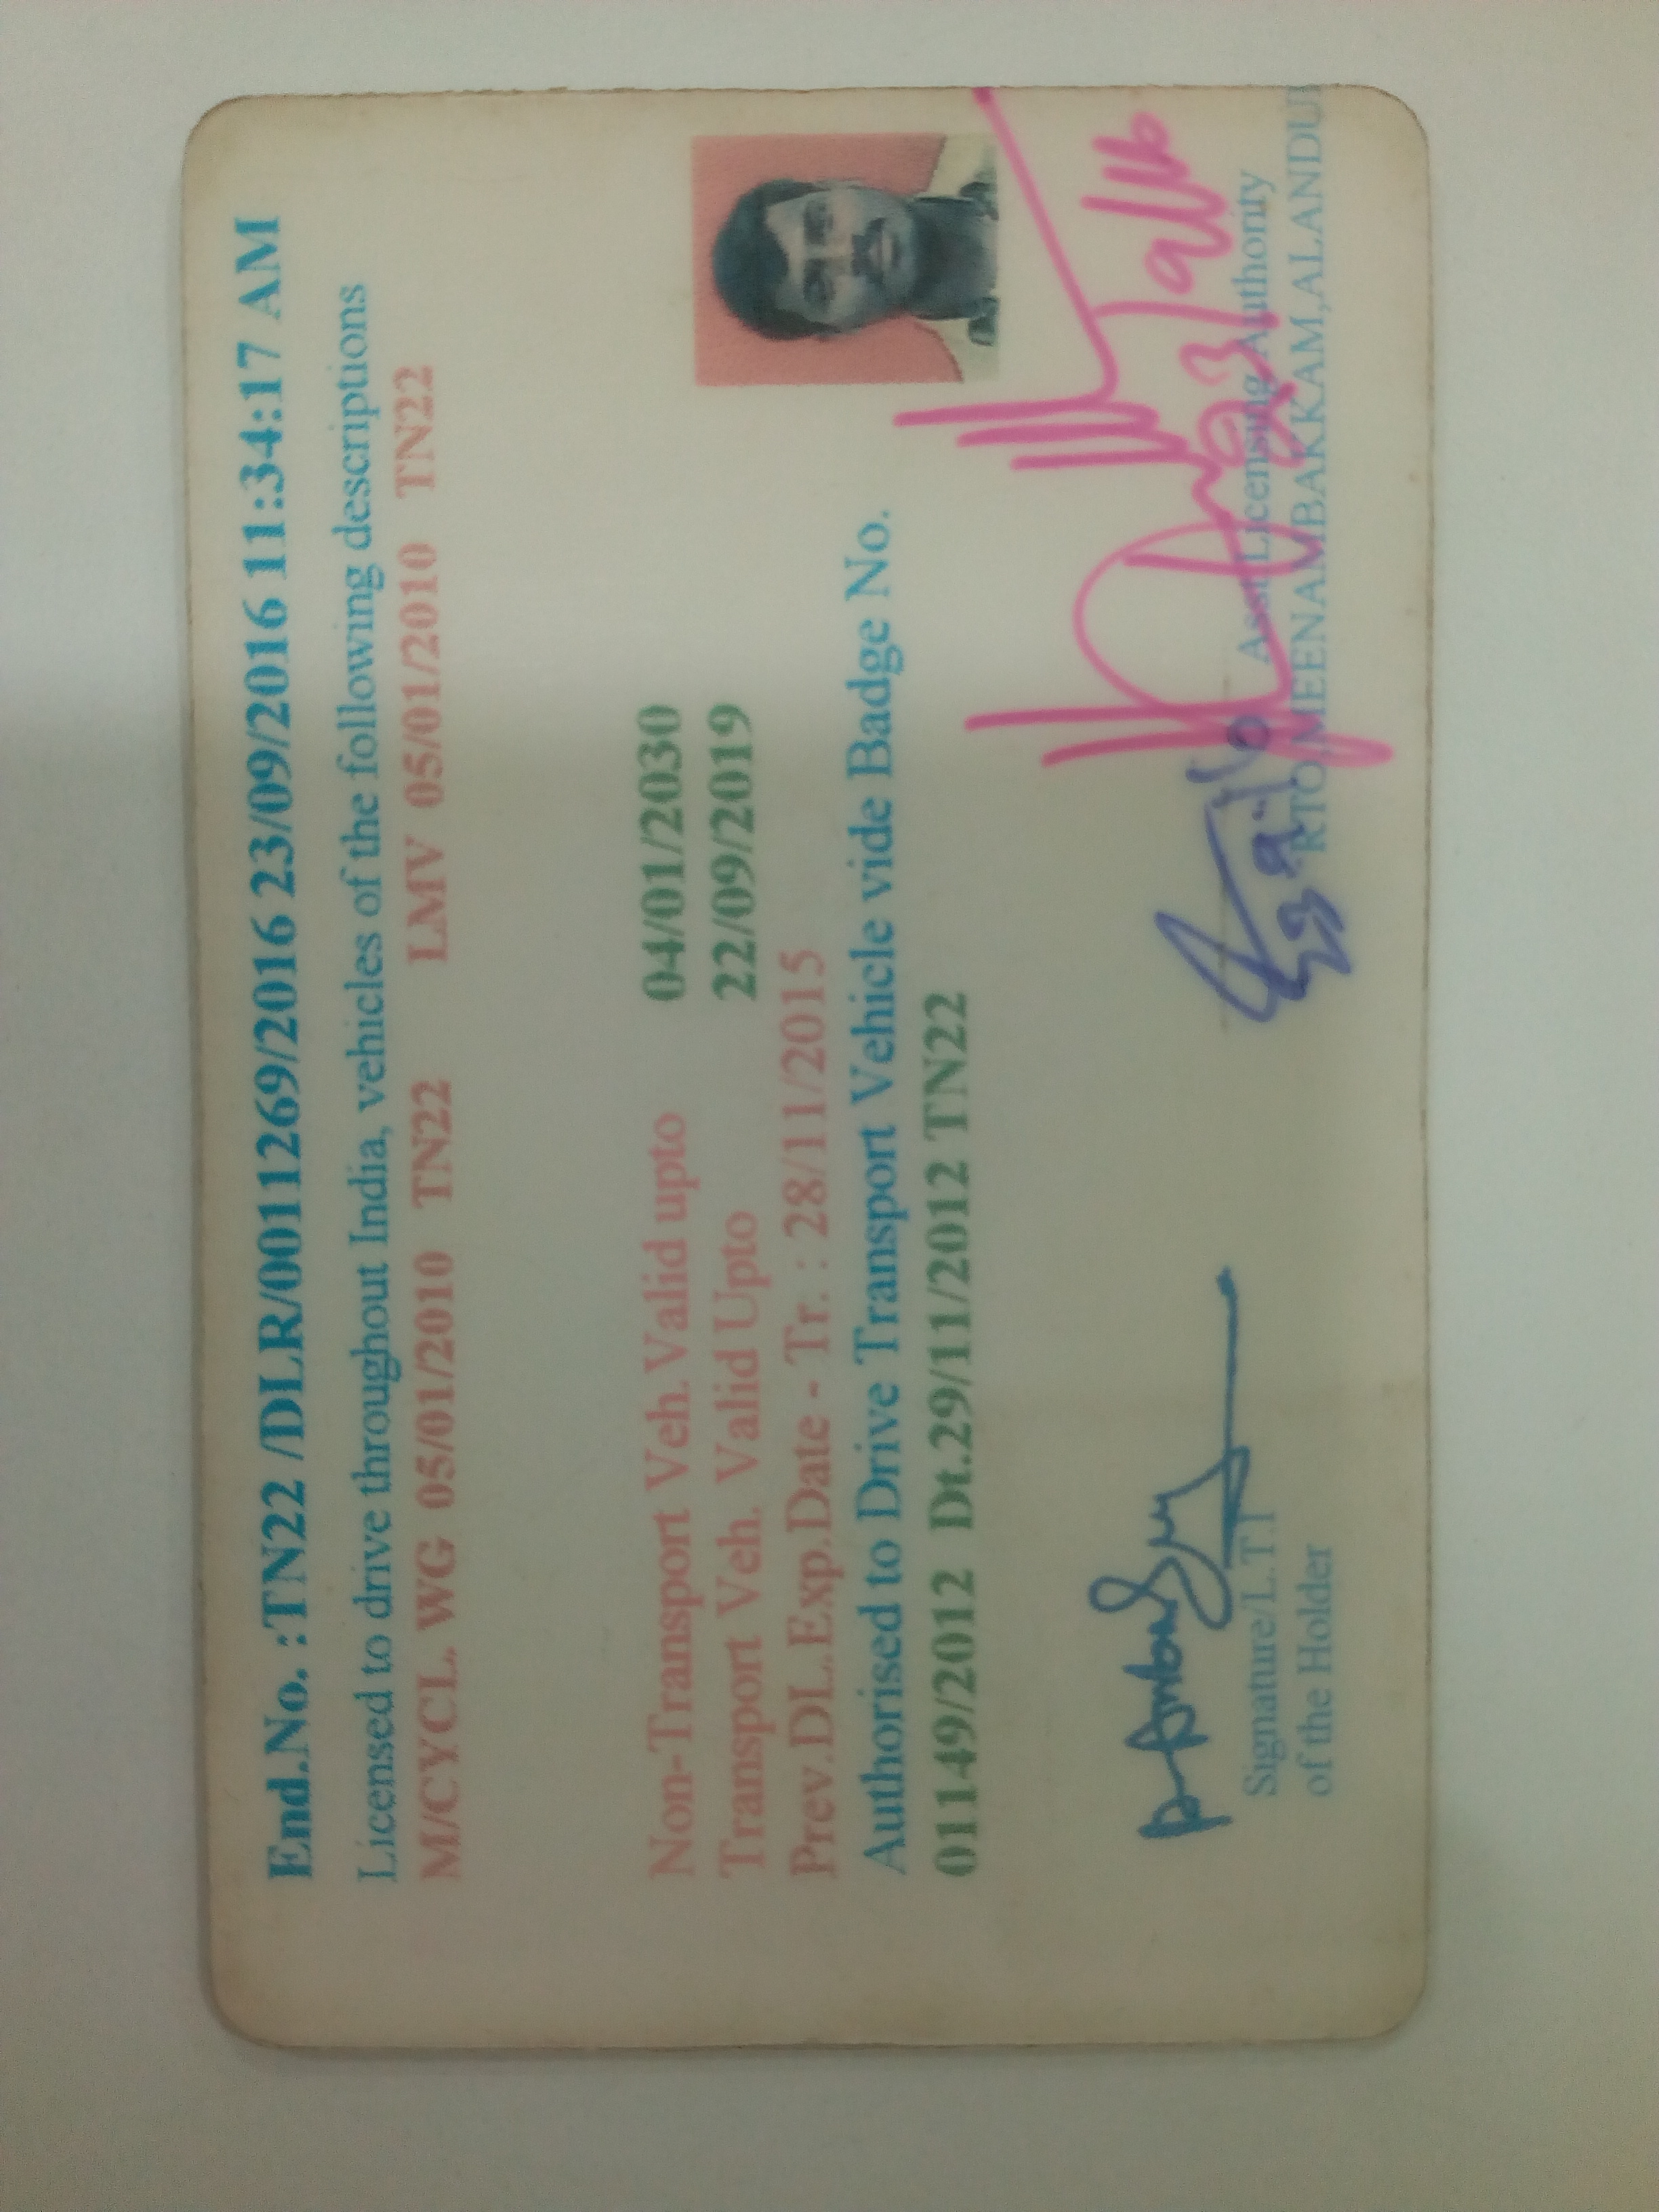 End.No. :TN22 /DLR/0011269/2016 23/09/2016 11:34:17 AM
Licensed to drive throughout India, vehicles of the following descriptions
M/CYCL. WG 05/01/2010 TN22 LMV 05/01/2010 TN22
Non-Transport Veh. Valid upto 04/01/2030
Transport Veh. Valid Upto 22/09/2019
Prev.DL.Exp.Date - Tr. : 28/11/2015
Authorised to Drive Transport Vehicle vide Badge No.
01149/2012 Dt.29/11/2012 TN22
Signature/L.T.I
of the Holder
Asst Licensing Authority
RTO,MEENAMBAKKAM,ALANDU